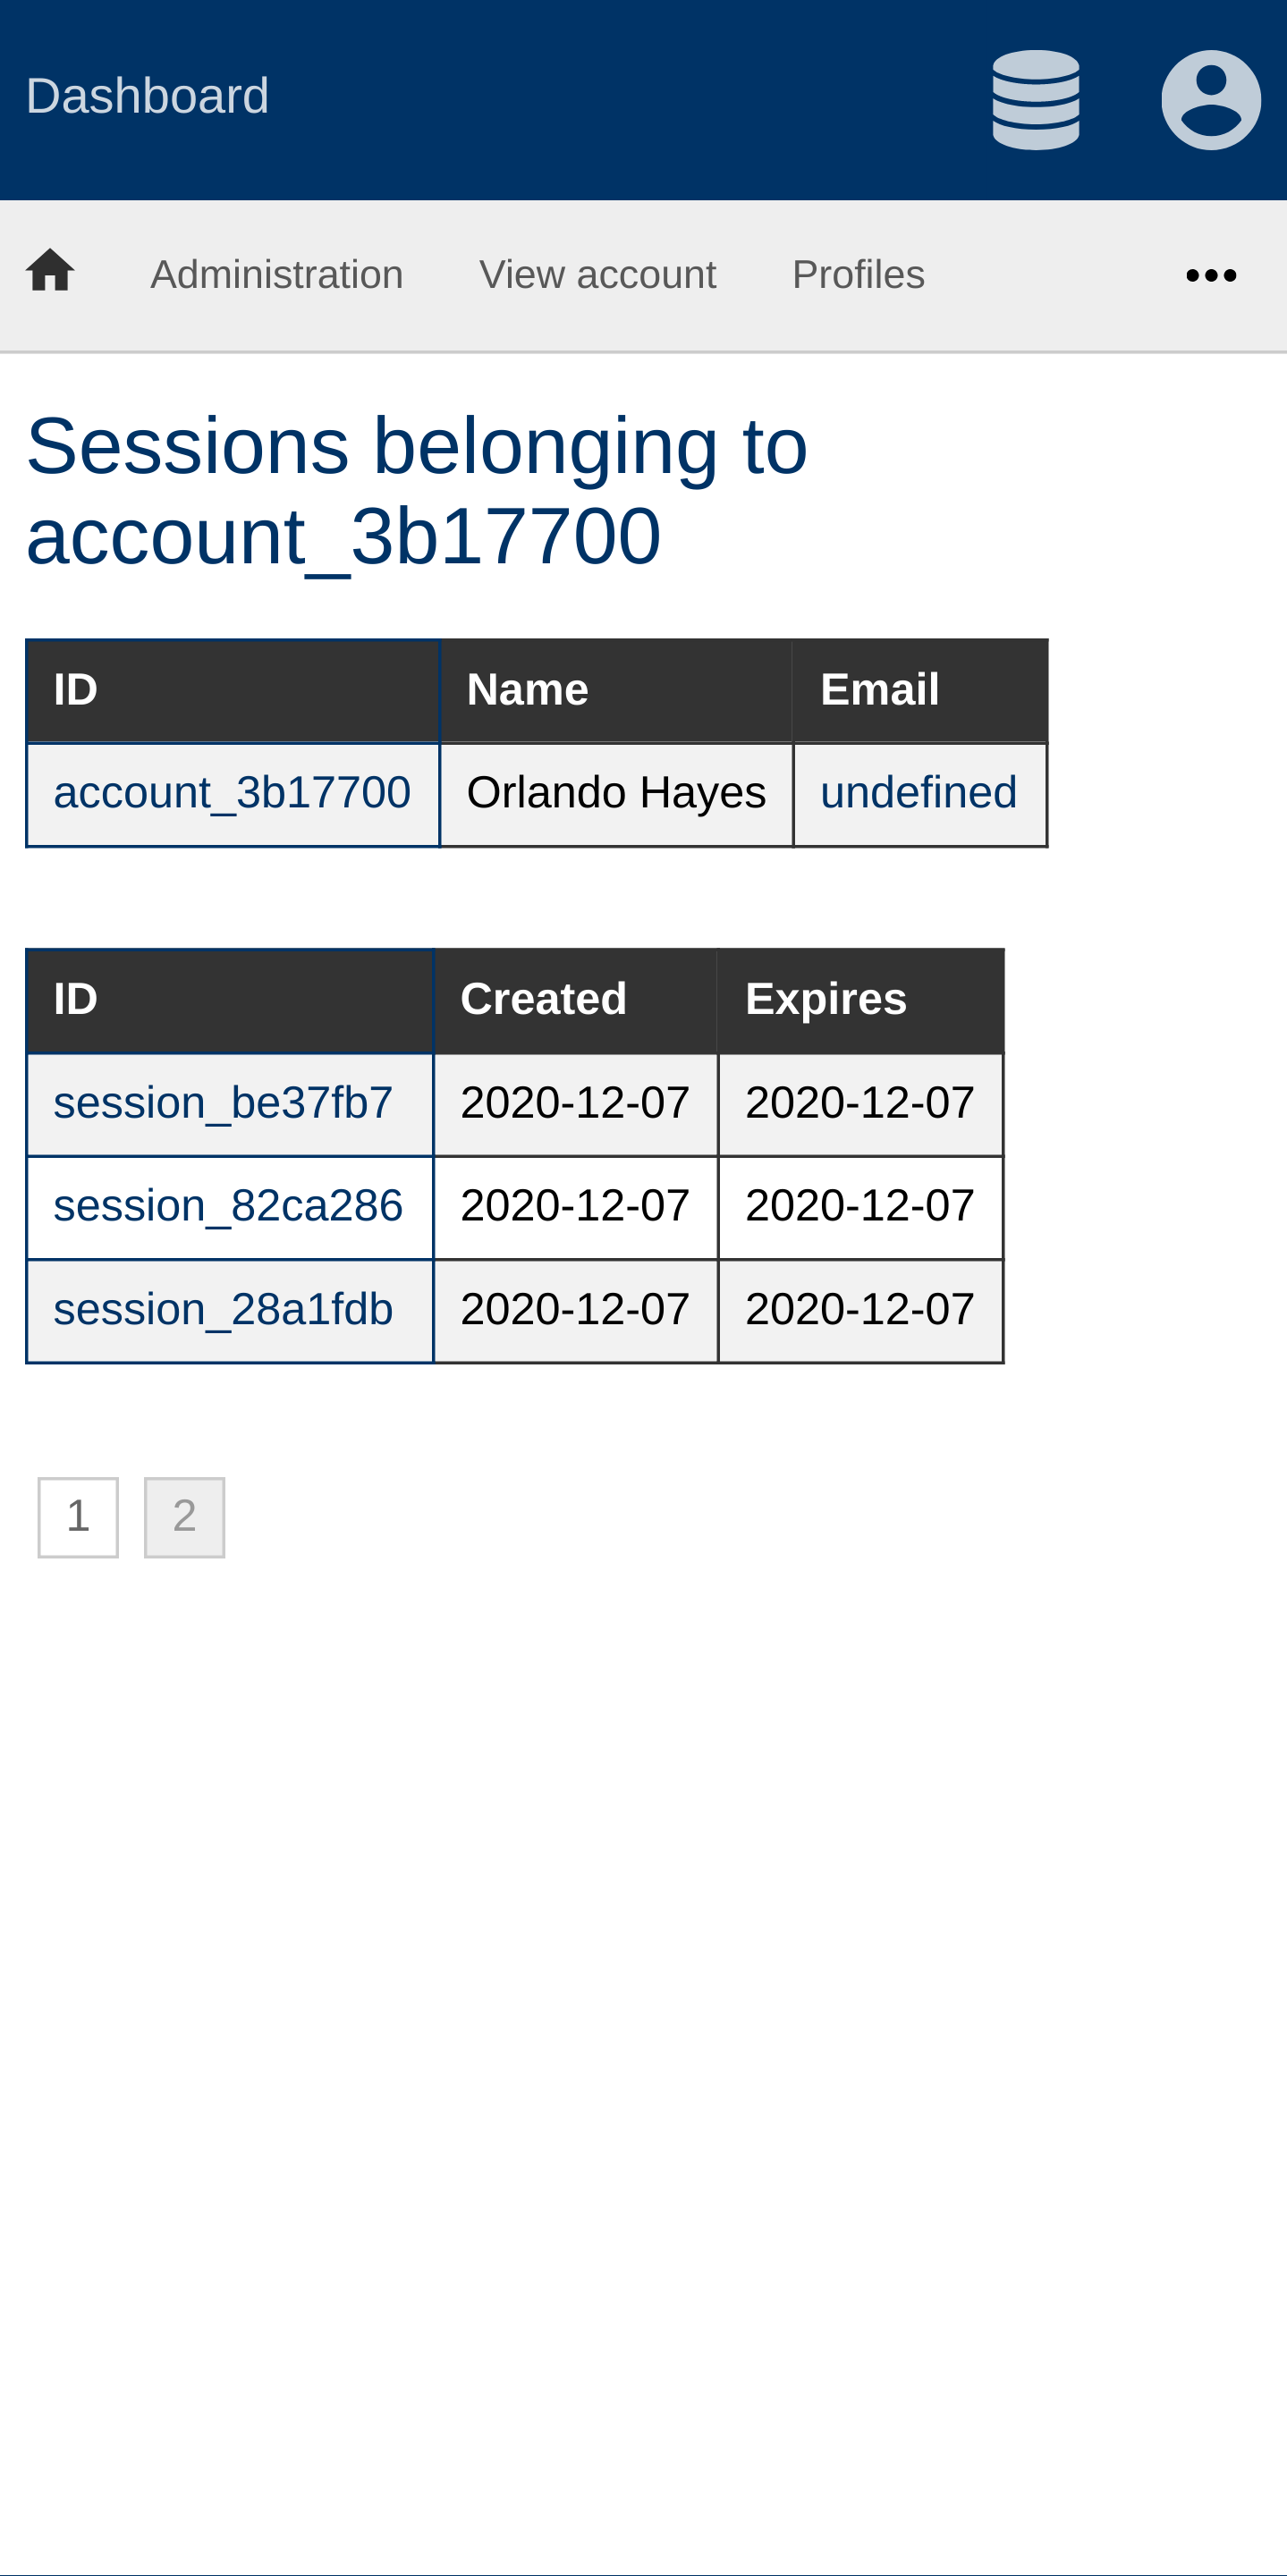 Dashboard
Administration View account Profiles
Sessions belonging to
account_3b17700
ID Name Email
account_3b17700 Orlando Hayes undefined
ID Created Expires
session_be37fb7 2020-12-07 2020-12-07
session_82ca286 2020-12-07 2020-12-07
session_28a1fdb 2020-12-07 2020-12-07
1 2